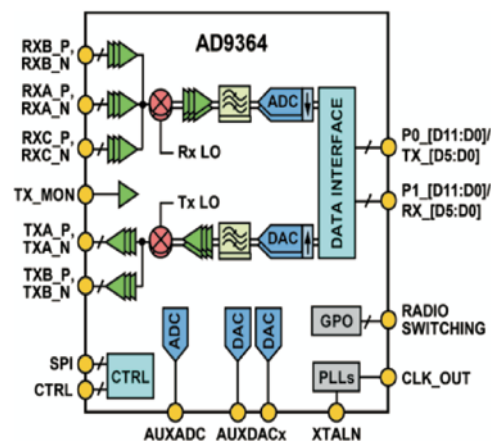 AD9364
RXB_P,
RXB_N
RXA_P,
RXA_N
RXC_P,
RXC_N
TX_MON
TXA_P,
TXA_N
TXB_P,
TXB_N
SPI
CTRL
CTRL
Rx LO
Tx LO
ADC
DAC
DATA INTERFACE
P0_[D11:D0]/
TX_[D5:D0]
P1_[D11:D0]/
RX_[D5:D0]
ADC
DAC
DAC
GPO
RADIO
SWITCHING
PLLs
CLK_OUT
AUXADC
AUXDACx
XTALN